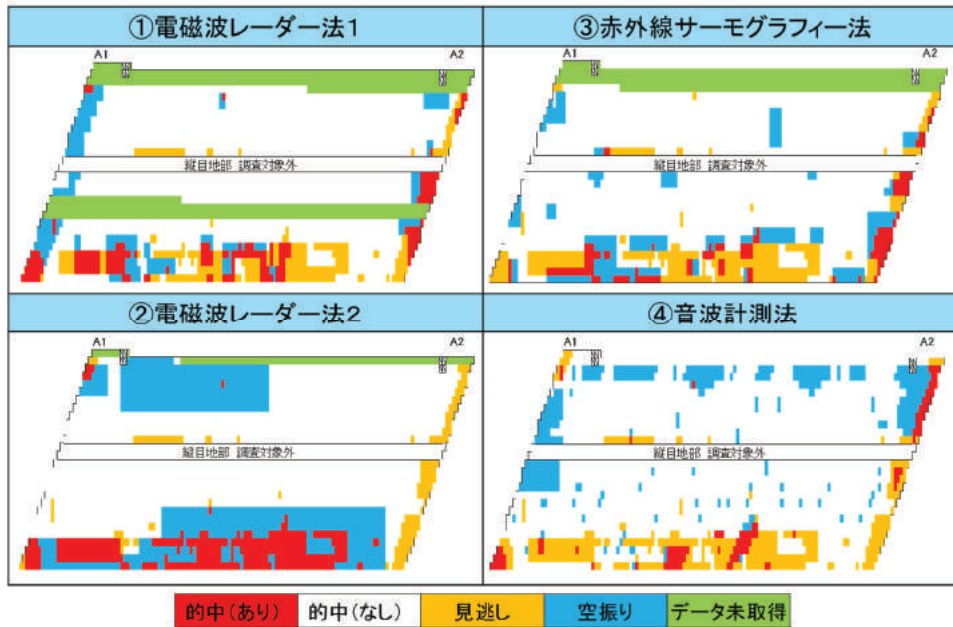 ①電磁波レーダー法1
③赤外線サーモグラフィー法
A1
A2
縦目地部 調査対象外
A1
A2
縦目地部 調査対象外
②電磁波レーダー法2
④音波計測法
A1
A2
縦目地部 調査対象外
A1
A2
縦目地部 調査対象外
的中(あり)
的中(なし)
見逃し
空振り
データ未取得